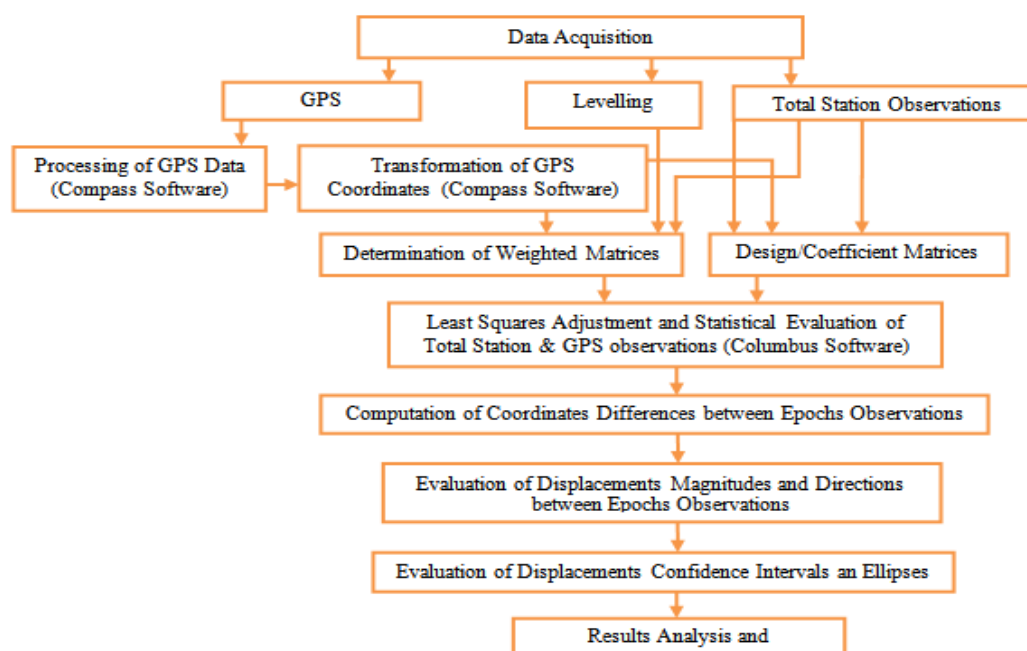 Data Acquisition
GPS
Levelling
Total Station Observations
Processing of GPS Data
(Compass Software)
Transformation of GPS
Coordinates (Compass Software)
Determination of Weighted Matrices
Design/Coefficient Matrices
Least Squares Adjustment and Statistical Evaluation of
Total Station & GPS observations (Columbus Software)
Computation of Coordinates Differences between Epochs Observations
Evaluation of Displacements Magnitudes and Directions
between Epochs Observations
Evaluation of Displacements Confidence Intervals an Ellipses
Results Analysis and